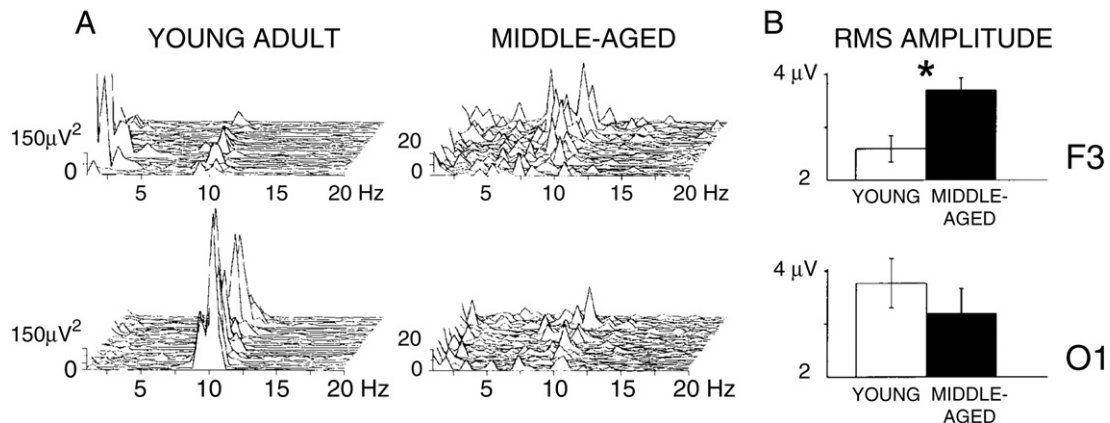 A
YOUNG ADULT
MIDDLE-AGED
150µV²
0
5 10 15 20 Hz
20
0
5 10 15 20 Hz
150µV²
0
5 10 15 20 Hz
20
0
5 10 15 20 Hz
B
RMS AMPLITUDE
4 µV
*
2
YOUNG MIDDLE-
AGED
F3
4 µV
2
YOUNG MIDDLE-
AGED
O1